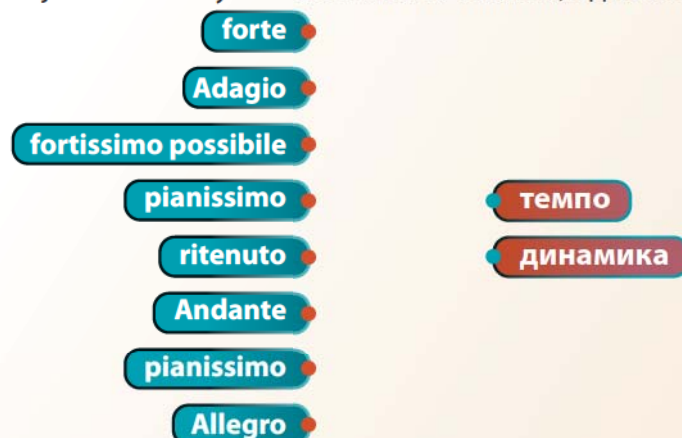 forte
Adagio
fortissimo possibile
pianissimo
темпо
ritenuto
динамика
Andante
pianissimo
Allegro